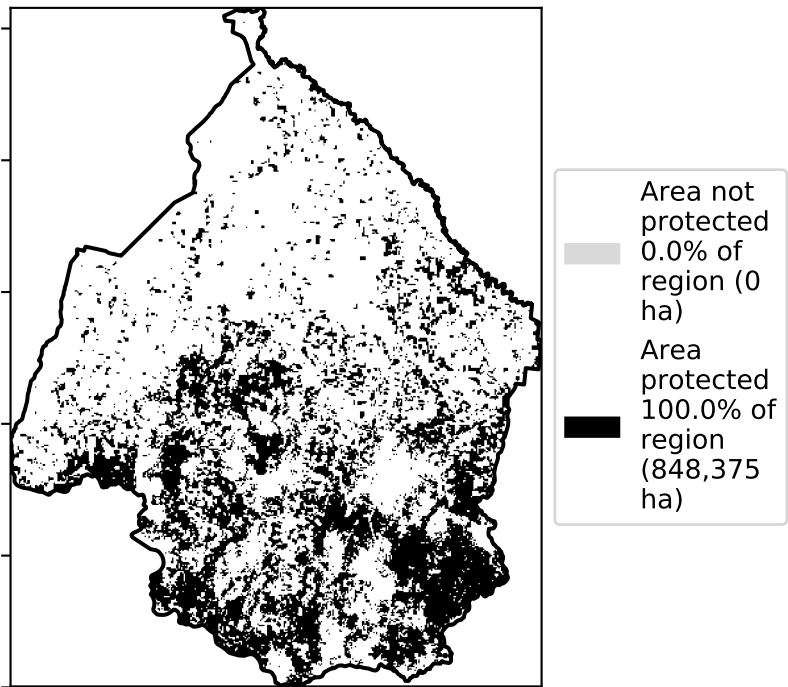 Area not
protected
0.0% of
region (0
ha)
Area
protected
100.0% of
region
(848,375
ha)